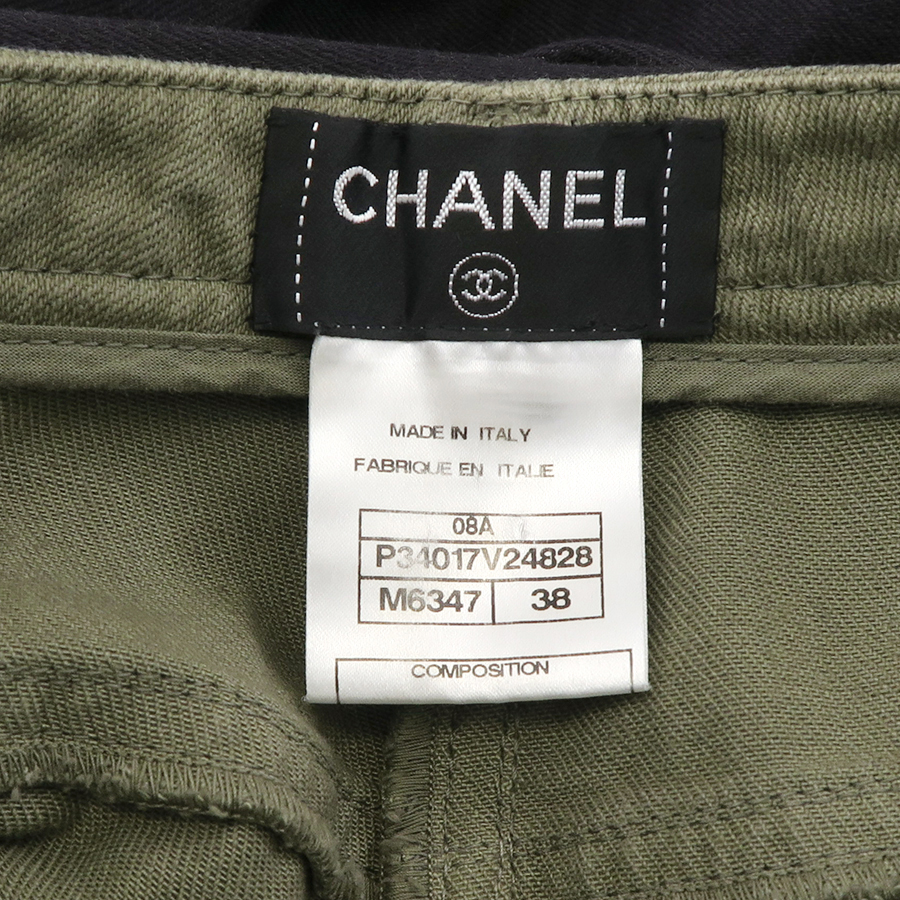 CHANEL
MADE IN ITALY
FABRIQUE EN ITALIE
08A
P34017V24828
M6347 38
COMPOSITION